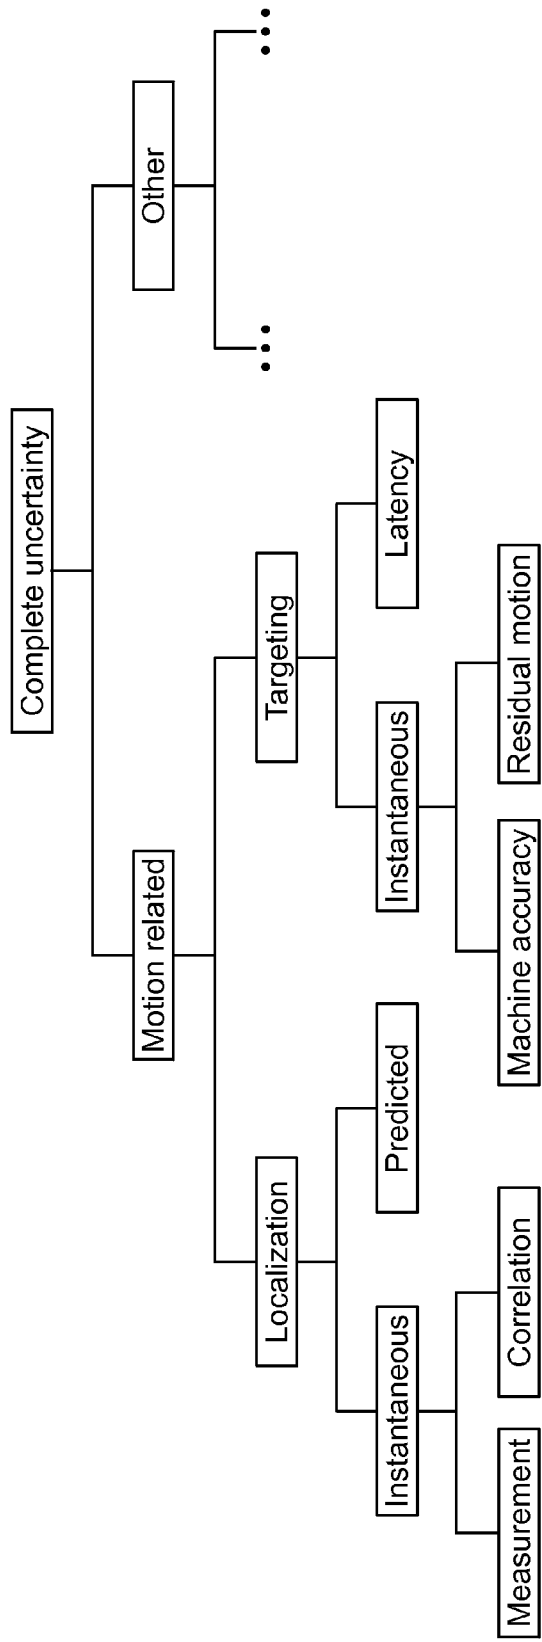 Complete uncertainty
Motion related
Other
Localization
Targeting
Instantaneous
Predicted
Instantaneous
Latency
Measurement
Correlation
Machine accuracy
Residual motion